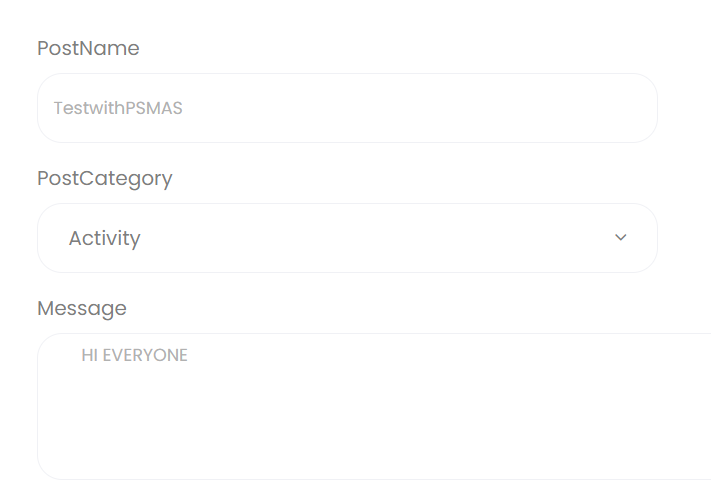 PostName
TestwithPSMAS
PostCategory
Activity
Message
HI EVERYONE